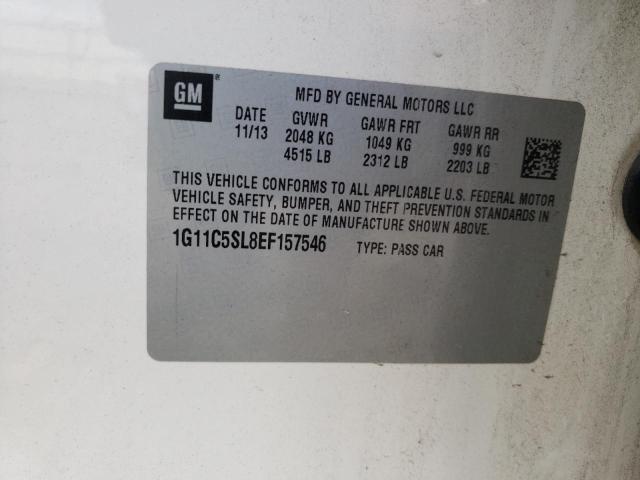 GM ®
MFD BY GENERAL MOTORS LLC
DATE GVWR GAWR FRT GAWR RR
11/13 2048 KG 1049 KG 999 KG
4515 LB 2312 LB 2203 LB
THIS VEHICLE CONFORMS TO ALL APPLICABLE U.S. FEDERAL MOTOR
VEHICLE SAFETY, BUMPER, AND THEFT PREVENTION STANDARDS IN
EFFECT ON THE DATE OF MANUFACTURE SHOWN ABOVE.
1G11C5SL8EF157546 TYPE: PASS CAR